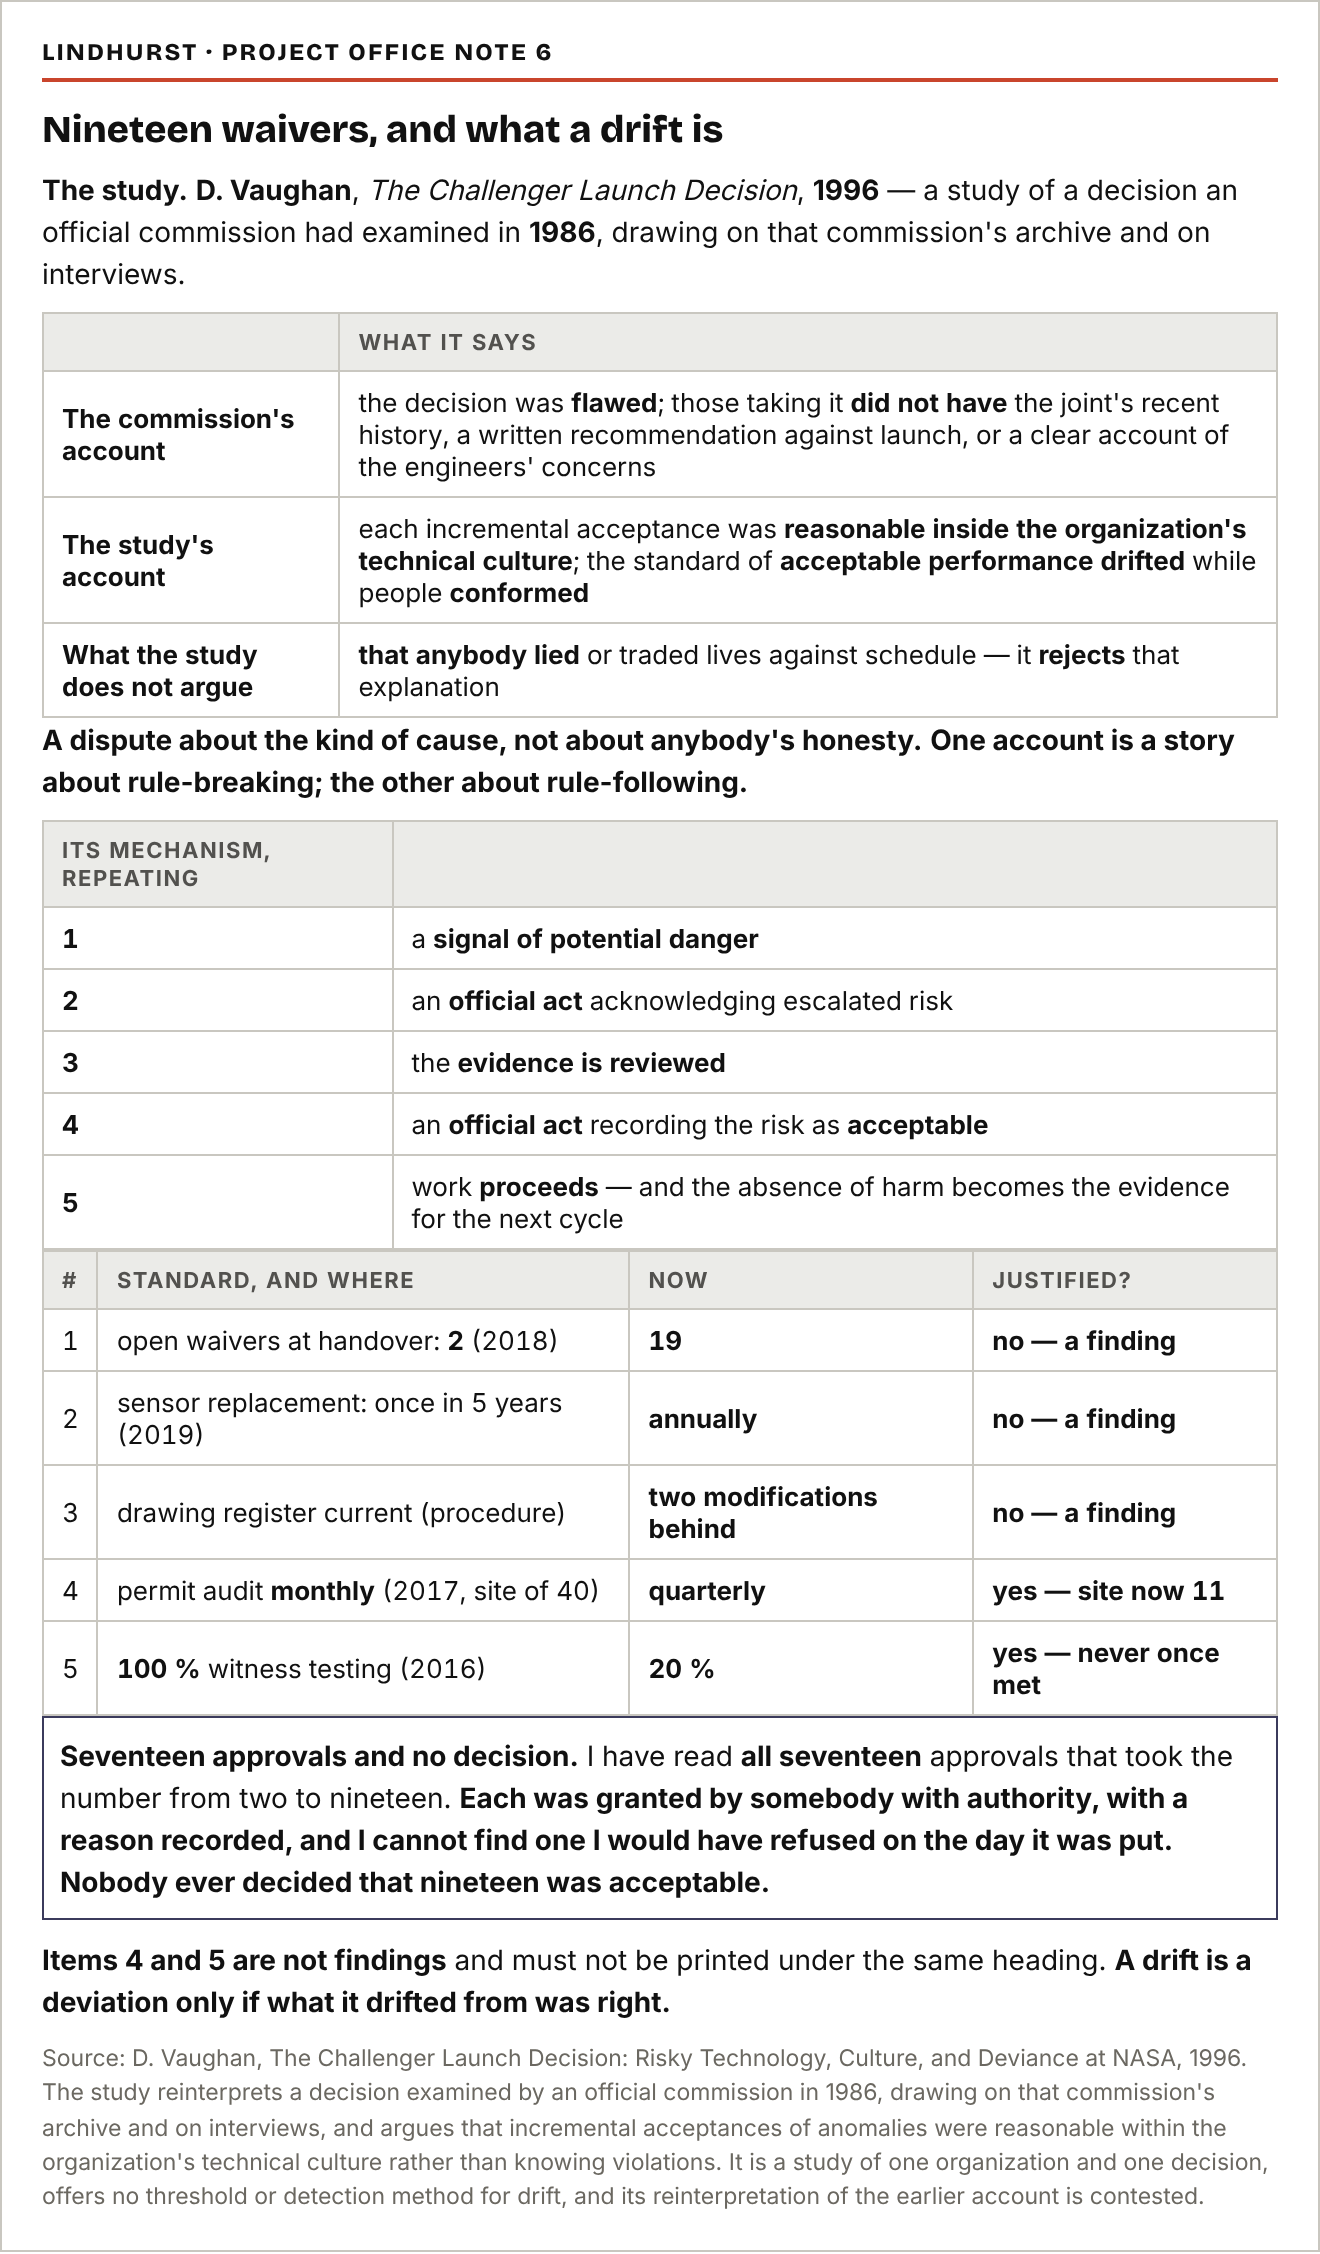 LINDHURST · PROJECT OFFICE NOTE 6
Nineteen waivers, and what a drift is
The study. D. Vaughan, The Challenger Launch Decision, 1996 — a study of a decision an
official commission had examined in 1986, drawing on that commission's archive and on
interviews.
WHAT IT SAYS
The commission's
account
the decision was flawed; those taking it did not have the joint's recent
history, a written recommendation against launch, or a clear account of
the engineers' concerns
The study's
account
each incremental acceptance was reasonable inside the organization's
technical culture; the standard of acceptable performance drifted while
people conformed
What the study
does not argue
that anybody lied or traded lives against schedule — it rejects that
explanation
A dispute about the kind of cause, not about anybody's honesty. One account is a story
about rule-breaking; the other about rule-following.
ITS MECHANISM,
REPEATING
1 a signal of potential danger
2 an official act acknowledging escalated risk
3 the evidence is reviewed
4 an official act recording the risk as acceptable
5 work proceeds — and the absence of harm becomes the evidence
for the next cycle
# STANDARD, AND WHERE NOW JUSTIFIED?
1 open waivers at handover: 2 (2018) 19 no — a finding
2 sensor replacement: once in 5 years
(2019) annually no — a finding
3 drawing register current (procedure) two modifications
behind no — a finding
4 permit audit monthly (2017, site of 40) quarterly yes — site now 11
5 100 % witness testing (2016) 20 % yes — never once
met
Seventeen approvals and no decision. I have read all seventeen approvals that took the
number from two to nineteen. Each was granted by somebody with authority, with a
reason recorded, and I cannot find one I would have refused on the day it was put.
Nobody ever decided that nineteen was acceptable.
Items 4 and 5 are not findings and must not be printed under the same heading. A drift is a
deviation only if what it drifted from was right.
Source: D. Vaughan, The Challenger Launch Decision: Risky Technology, Culture, and Deviance at NASA, 1996.
The study reinterprets a decision examined by an official commission in 1986, drawing on that commission's
archive and on interviews, and argues that incremental acceptances of anomalies were reasonable within the
organization's technical culture rather than knowing violations. It is a study of one organization and one decision,
offers no threshold or detection method for drift, and its reinterpretation of the earlier account is contested.